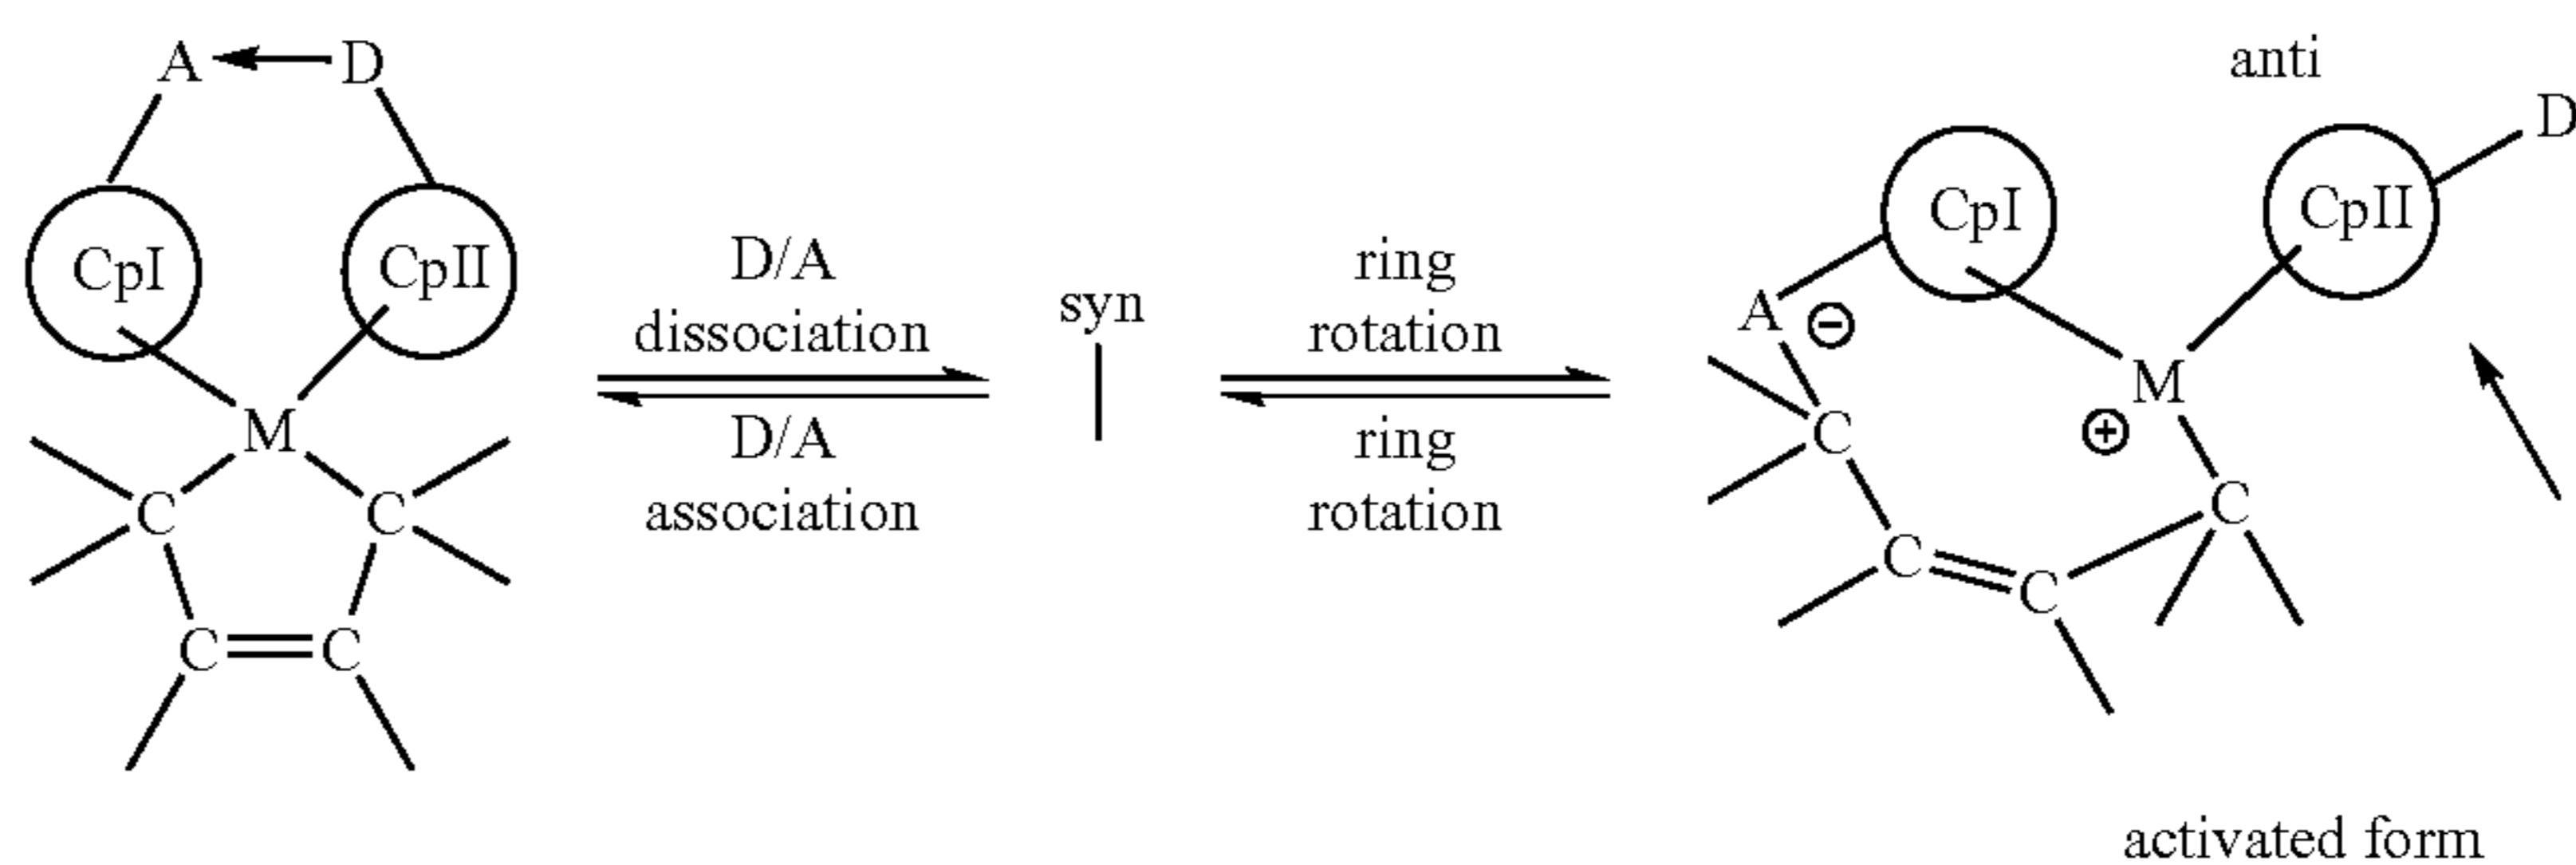 A D
CpI CpII
M
C C
C C
D/A
dissociation
D/A
association
syn
ring
rotation
ring
rotation
anti
D
CpI CpII
A ⊖
M
⊕
C C
C C
activated form